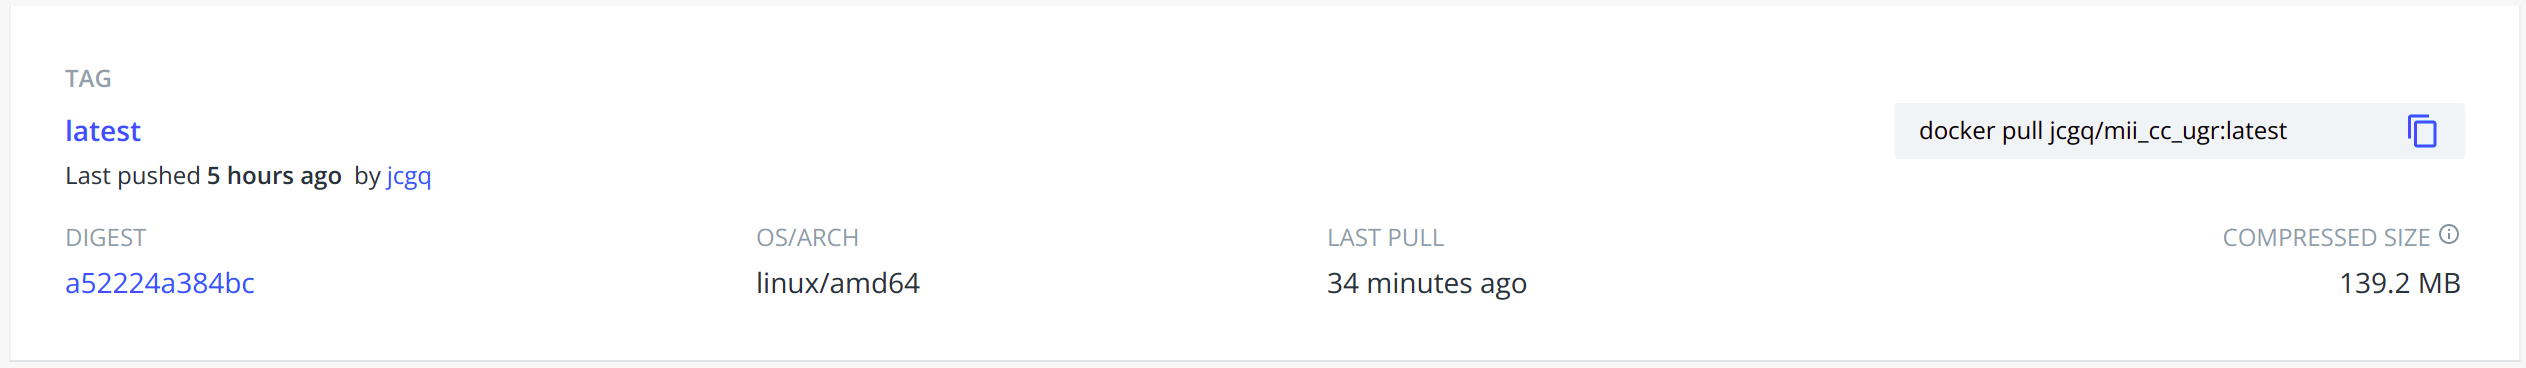 TAG
latest
docker pull jcgq/mii_cc_ugr:latest
Last pushed 5 hours ago by jcgq
DIGEST
OS/ARCH
LAST PULL
COMPRESSED SIZE
a52224a384bc
linux/amd64
34 minutes ago
139.2 MB